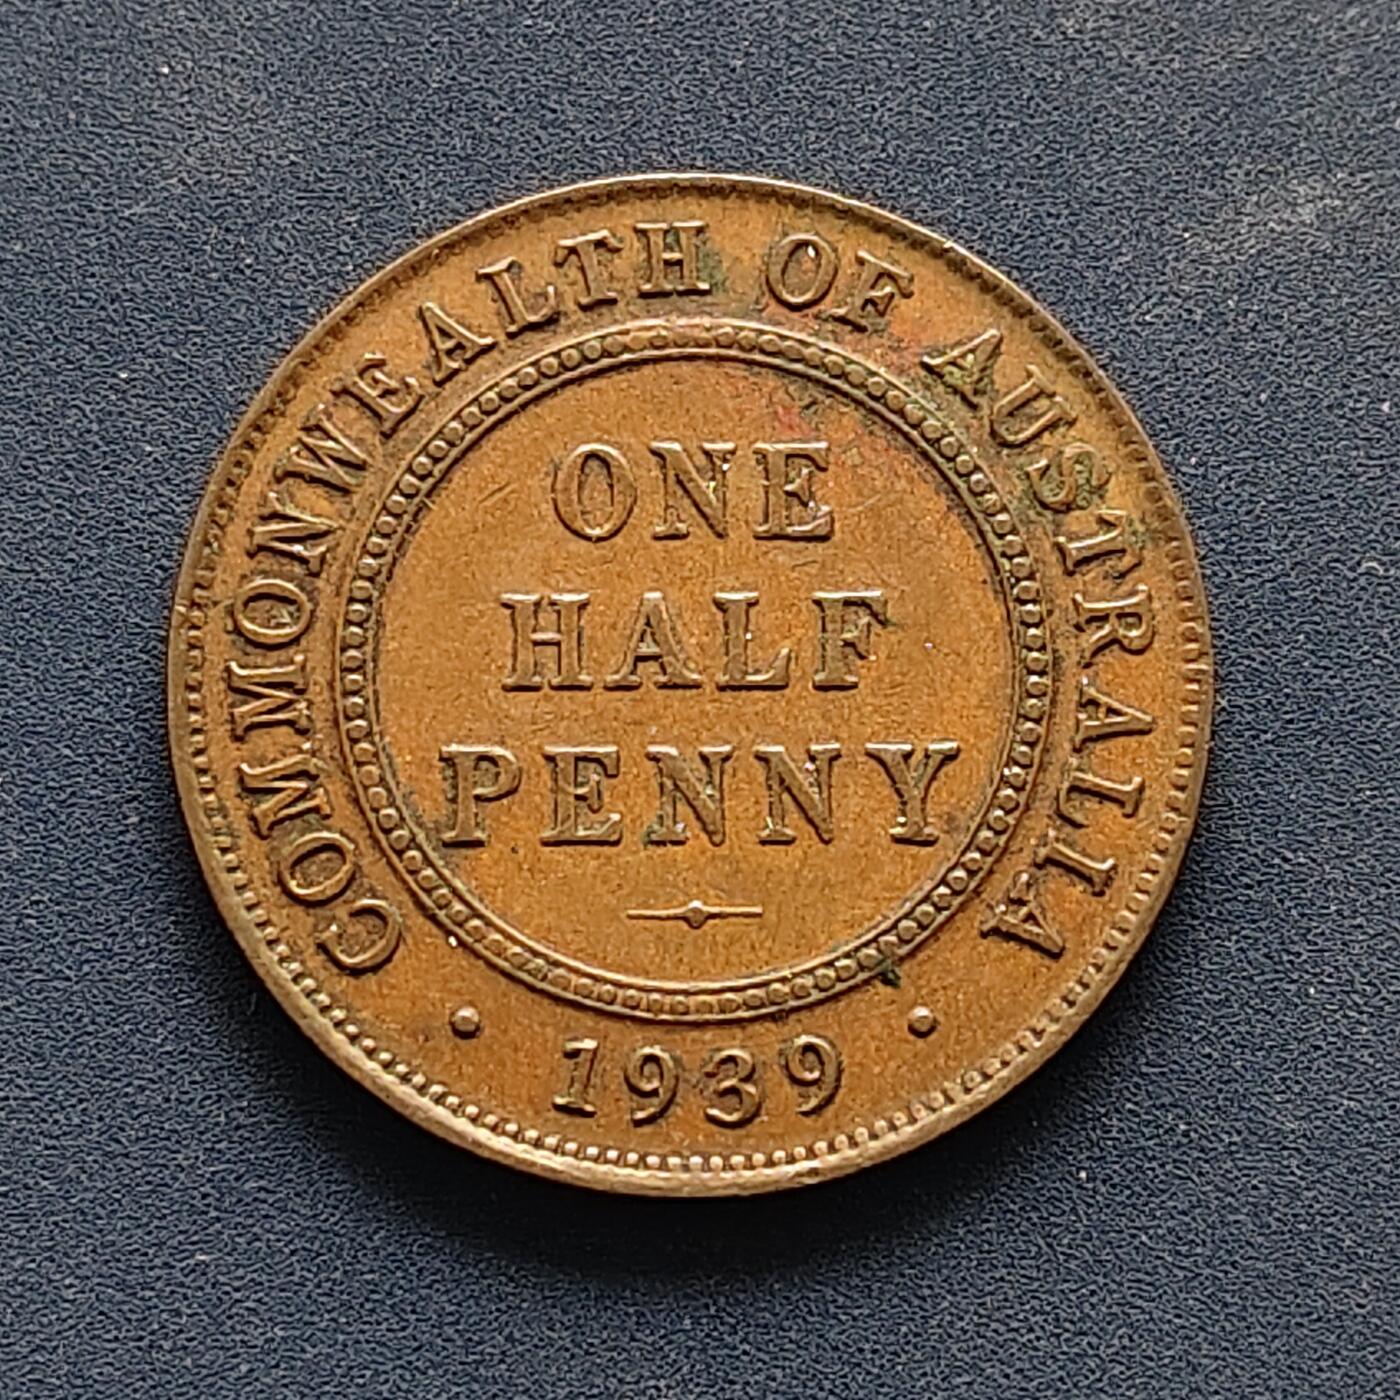 COMMONWEALTH OF AUSTRALIA
ONE
HALF
PENNY
· 1939 ·